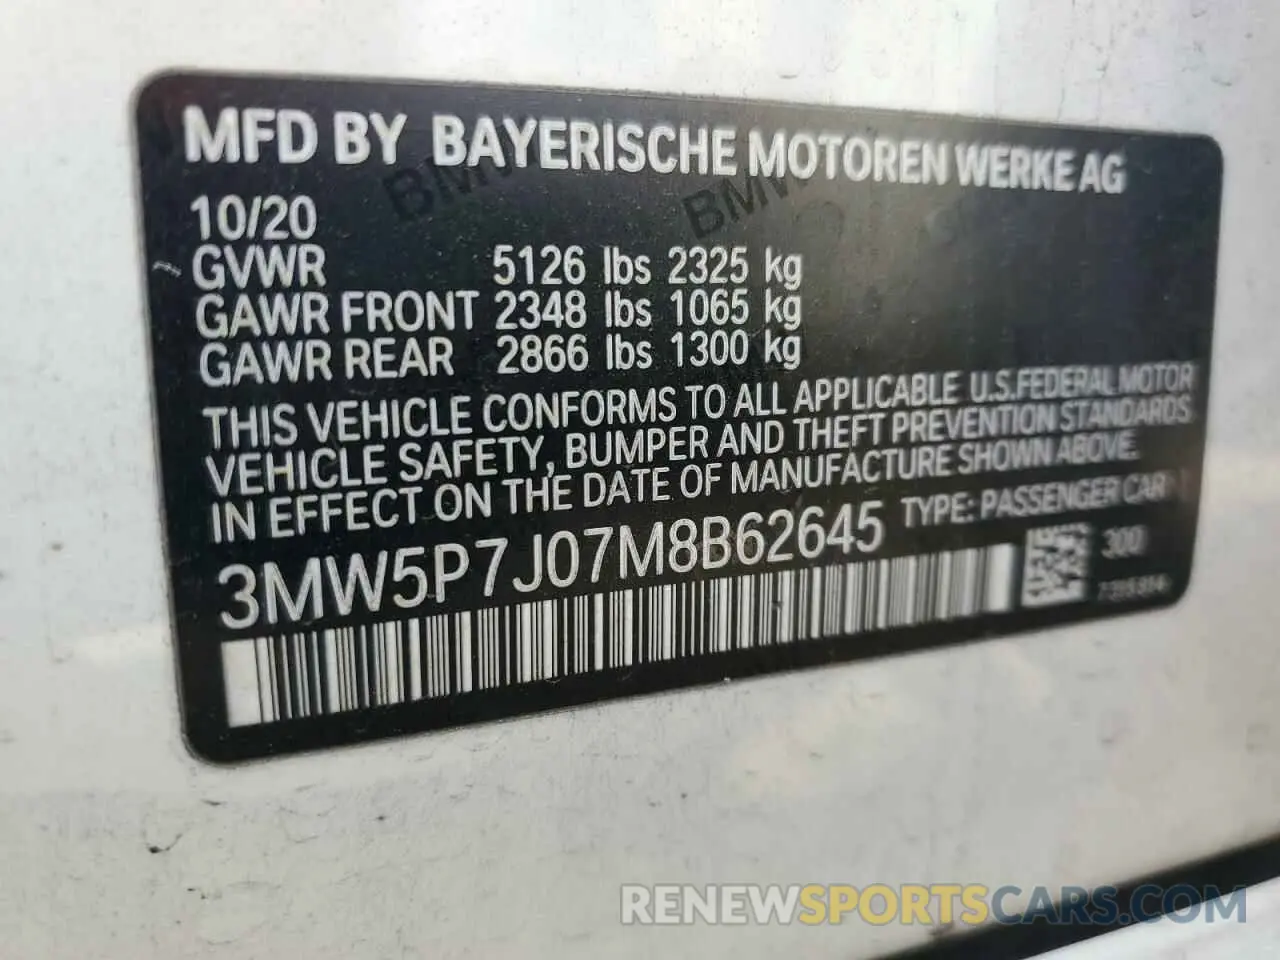 MFD BY BAYERISCHE MOTOREN WERKE AG
10/20
GVWR 5126 lbs 2325 kg
GAWR FRONT 2348 lbs 1065 kg
GAWR REAR 2866 lbs 1300 kg
THIS VEHICLE CONFORMS TO ALL APPLICABLE U.S.FEDERAL MOTOR
VEHICLE SAFETY, BUMPER AND THEFT PREVENTION STANDARDS
IN EFFECT ON THE DATE OF MANUFACTURE SHOWN ABOVE.
3MW5P7J07M8B62645 TYPE: PASSENGER CAR
300
RENEWSPORTSCARS.COM